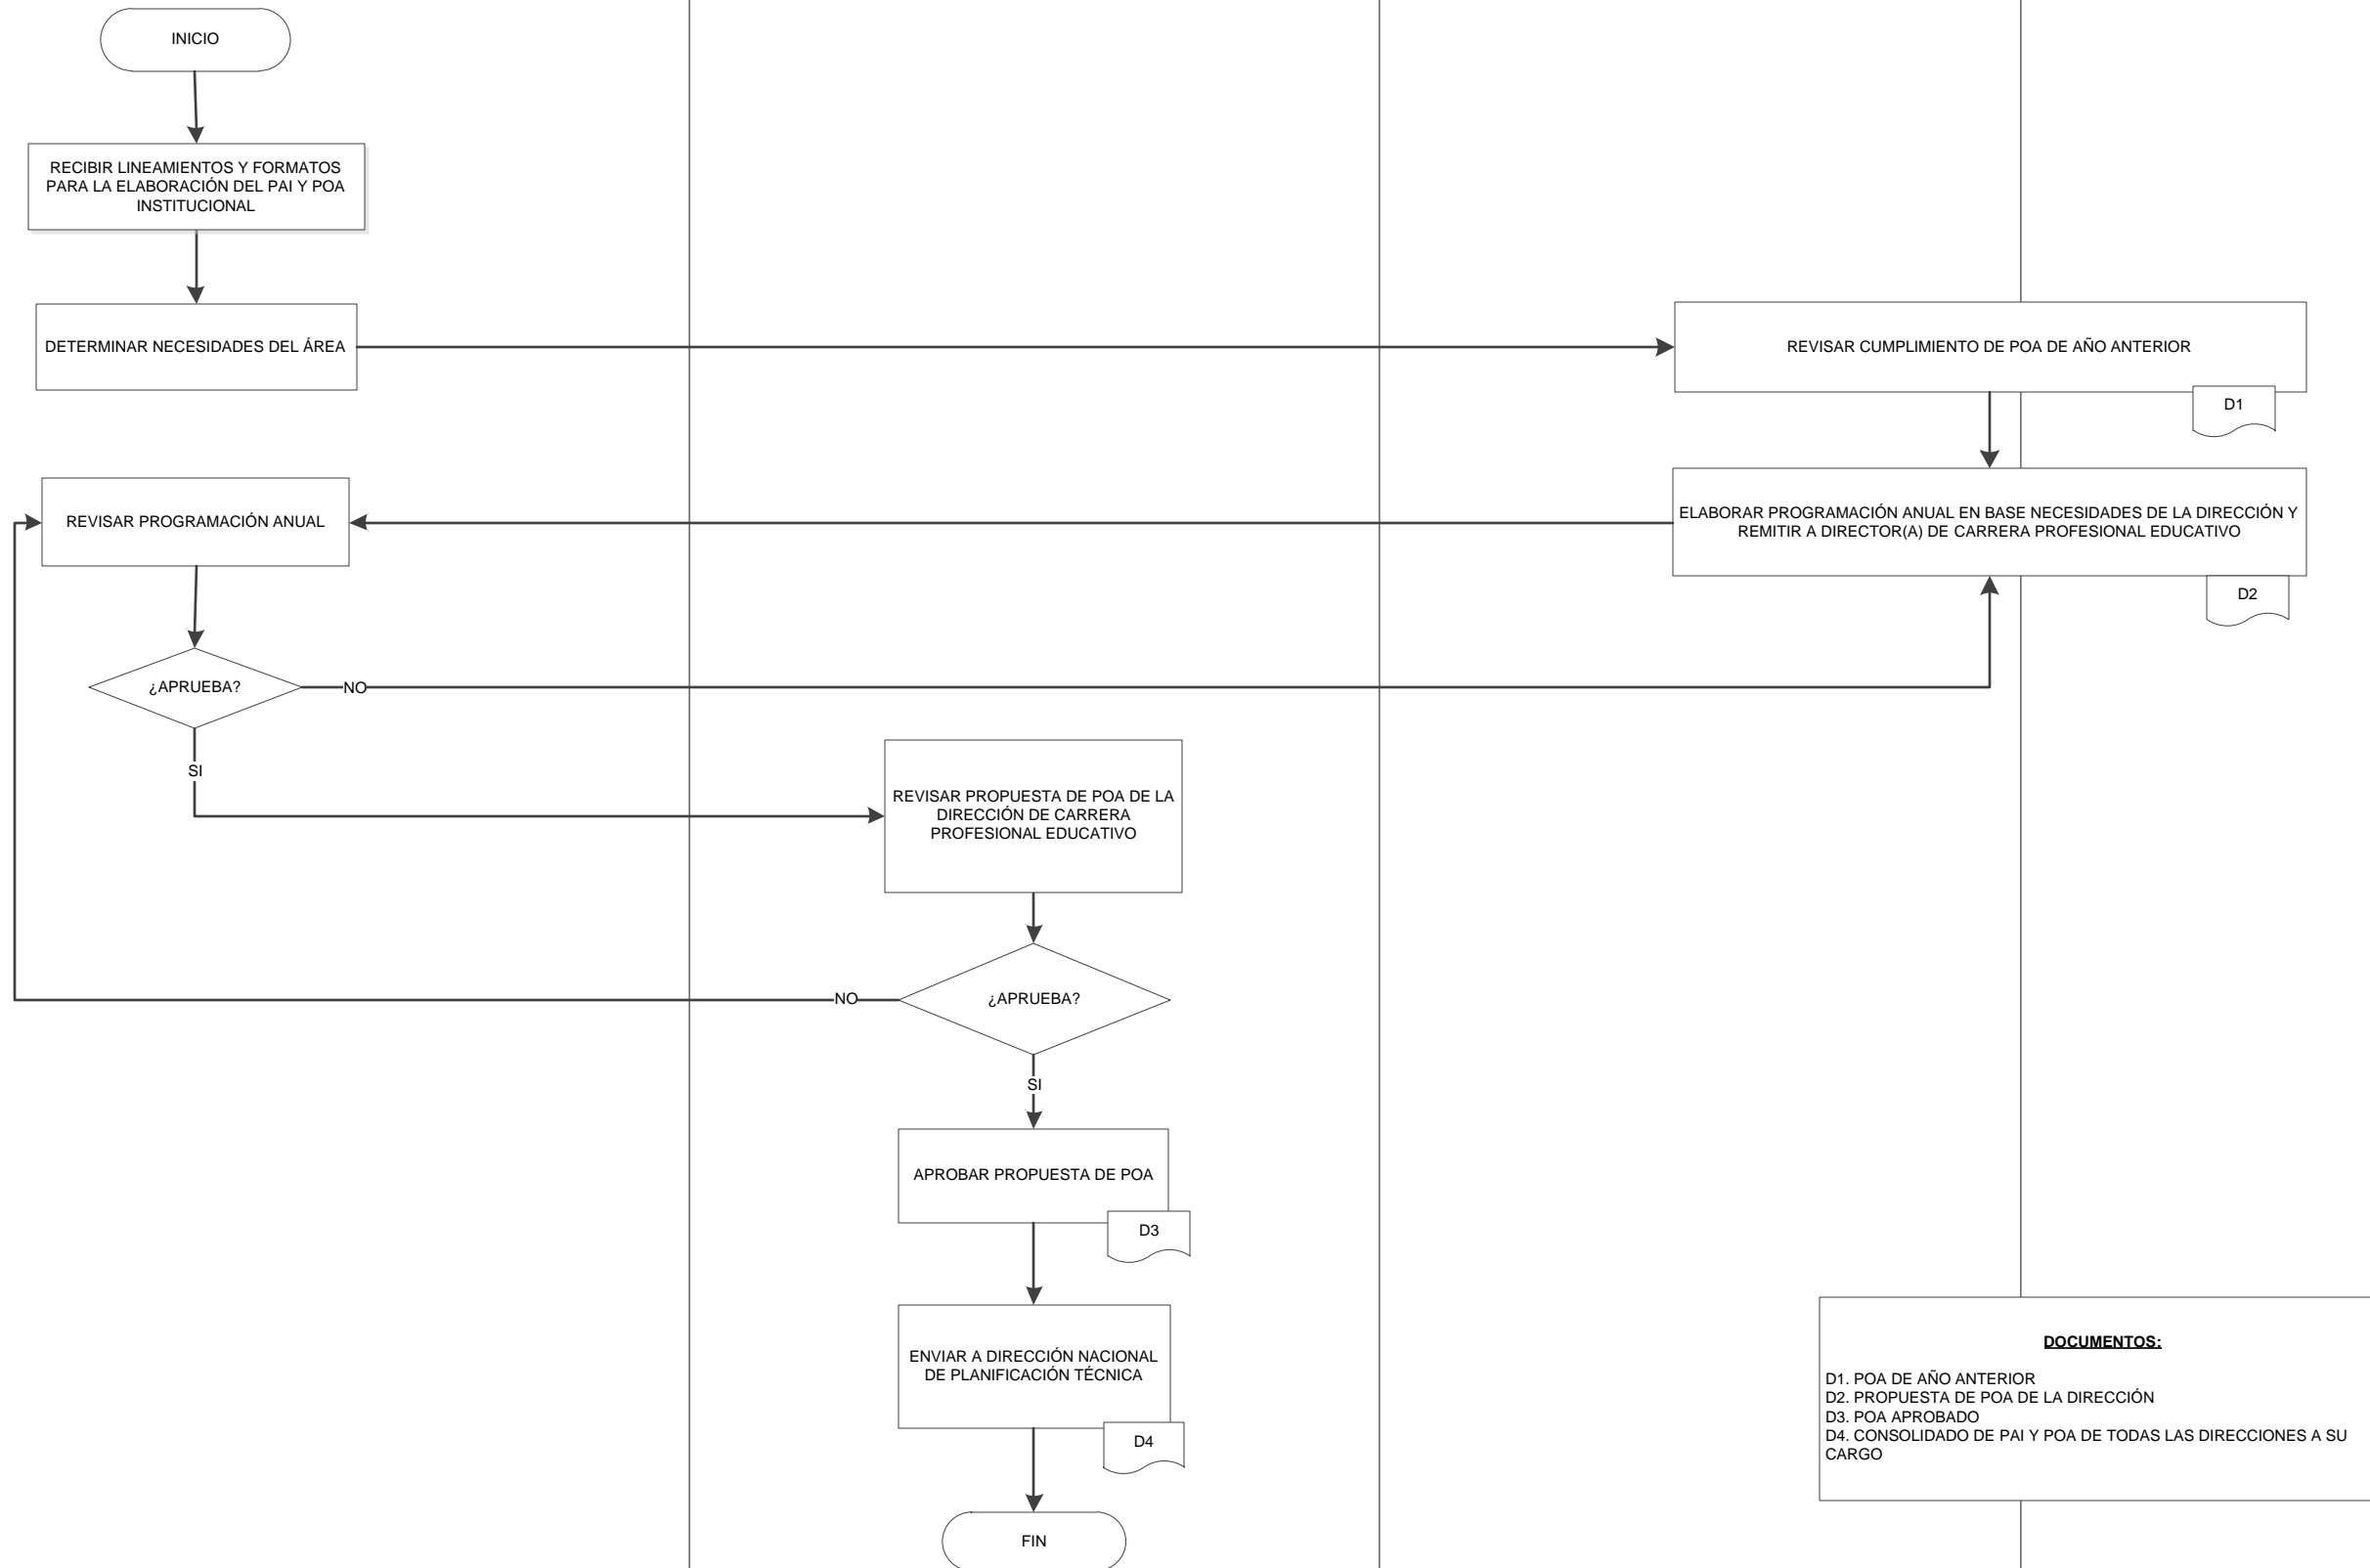 INICIO
RECIBIR LINEAMIENTOS Y FORMATOS
PARA LA ELABORACIÓN DEL PAI Y POA
INSTITUCIONAL
DETERMINAR NECESIDADES DEL ÁREA
REVISAR CUMPLIMIENTO DE POA DE AÑO ANTERIOR
D1
REVISAR PROGRAMACIÓN ANUAL
ELABORAR PROGRAMACIÓN ANUAL EN BASE NECESIDADES DE LA DIRECCIÓN Y
REMITIR A DIRECTOR(A) DE CARRERA PROFESIONAL EDUCATIVO
D2
¿APRUEBA?
NO
SI
REVISAR PROPUESTA DE POA DE LA
DIRECCIÓN DE CARRERA
PROFESIONAL EDUCATIVO
NO
¿APRUEBA?
SI
APROBAR PROPUESTA DE POA
D3
ENVIAR A DIRECCIÓN NACIONAL
DE PLANIFICACIÓN TÉCNICA
D4
FIN
DOCUMENTOS:
D1. POA DE AÑO ANTERIOR
D2. PROPUESTA DE POA DE LA DIRECCIÓN
D3. POA APROBADO
D4. CONSOLIDADO DE PAI Y POA DE TODAS LAS DIRECCIONES A SU
CARGO